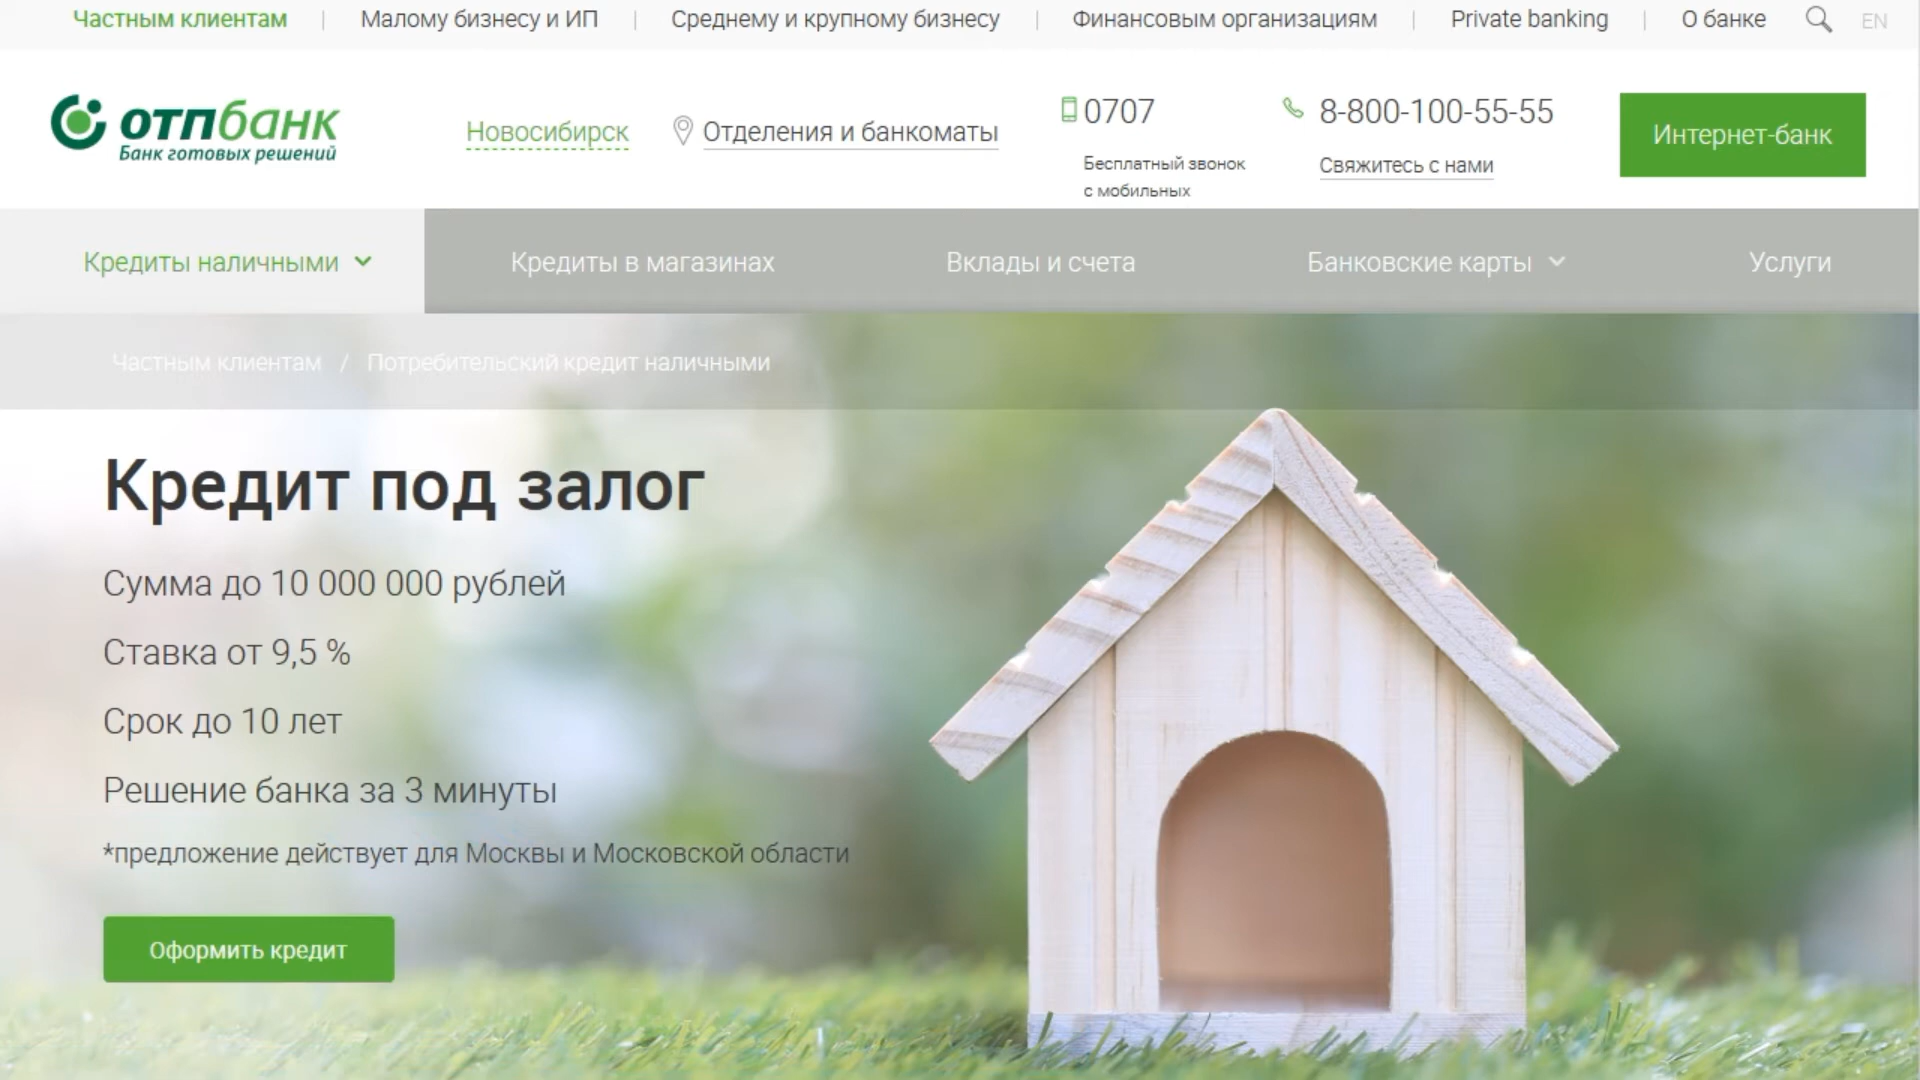 Частным клиентам | Малому бизнесу и ИП | Среднему и крупному бизнесу | Финансовым организациям | Private banking | О банке EN
отпбанк
Банк готовых решений
Новосибирск
Отделения и банкоматы
0707
Бесплатный звонок
с мобильных
8-800-100-55-55
Свяжитесь с нами
Интернет-банк
Кредиты наличными Кредиты в магазинах Вклады и счета Банковские карты Услуги
Частным клиентам / Потребительский кредит наличными
Кредит под залог
Сумма до 10 000 000 рублей
Ставка от 9,5 %
Срок до 10 лет
Решение банка за 3 минуты
*предложение действует для Москвы и Московской области
Оформить кредит